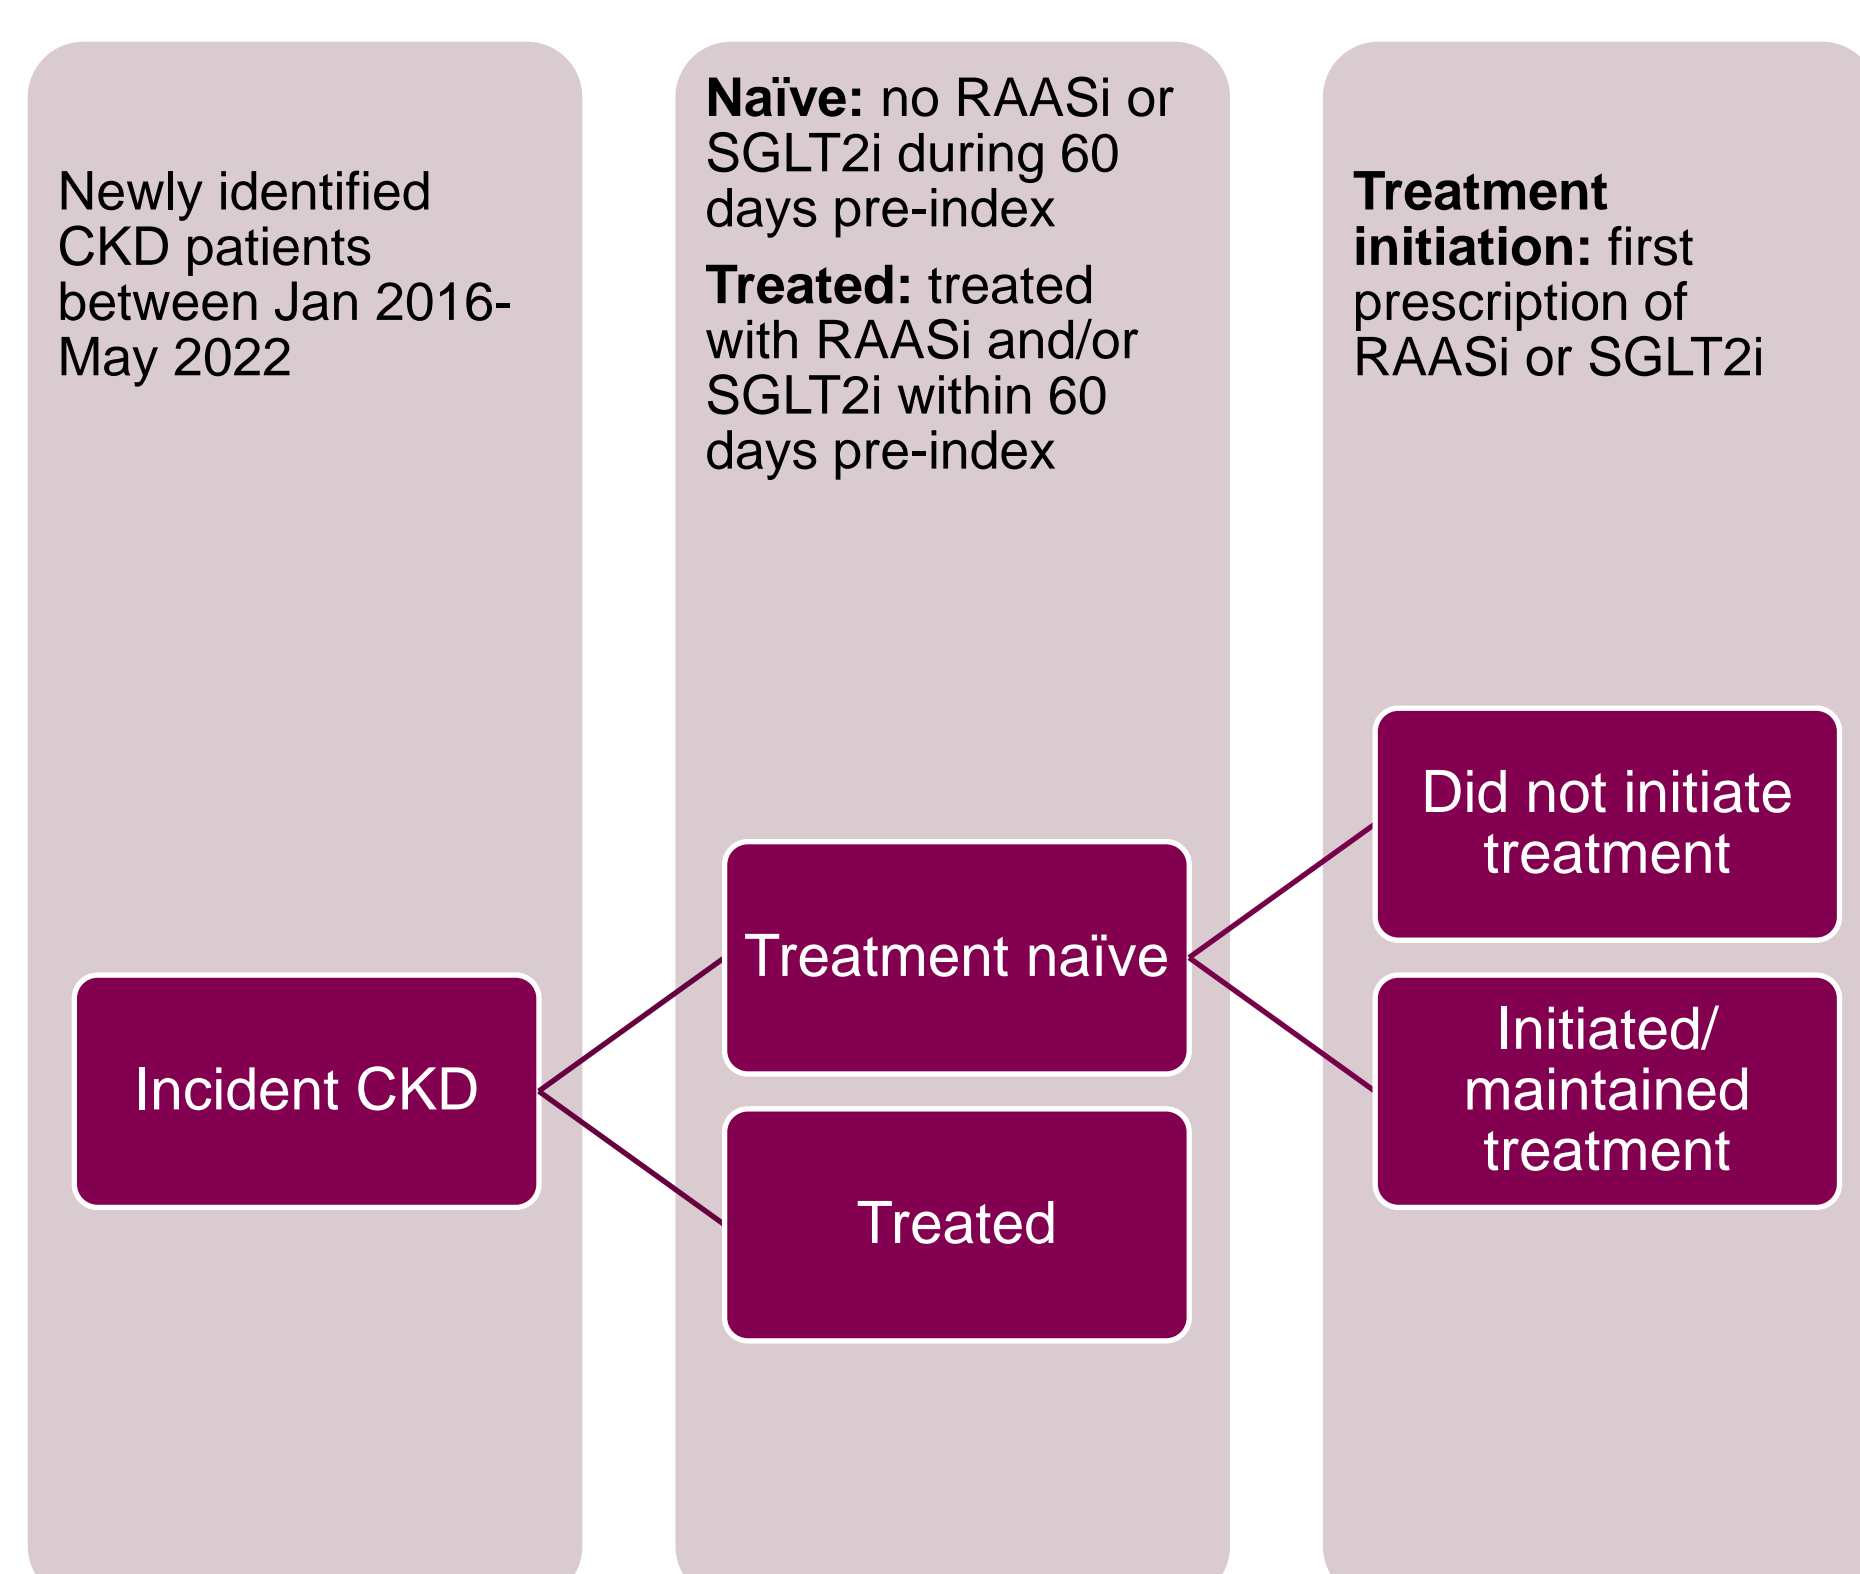 Newly identified
CKD patients
between Jan 2016-
May 2022
Naïve: no RAASi or
SGLT2i during 60
days pre-index
Treated: treated
with RAASi and/or
SGLT2i within 60
days pre-index
Treatment
initiation: first
prescription of
RAASi or SGLT2i
Incident CKD
Treatment naïve
Treated
Did not initiate
treatment
Initiated/
maintained
treatment